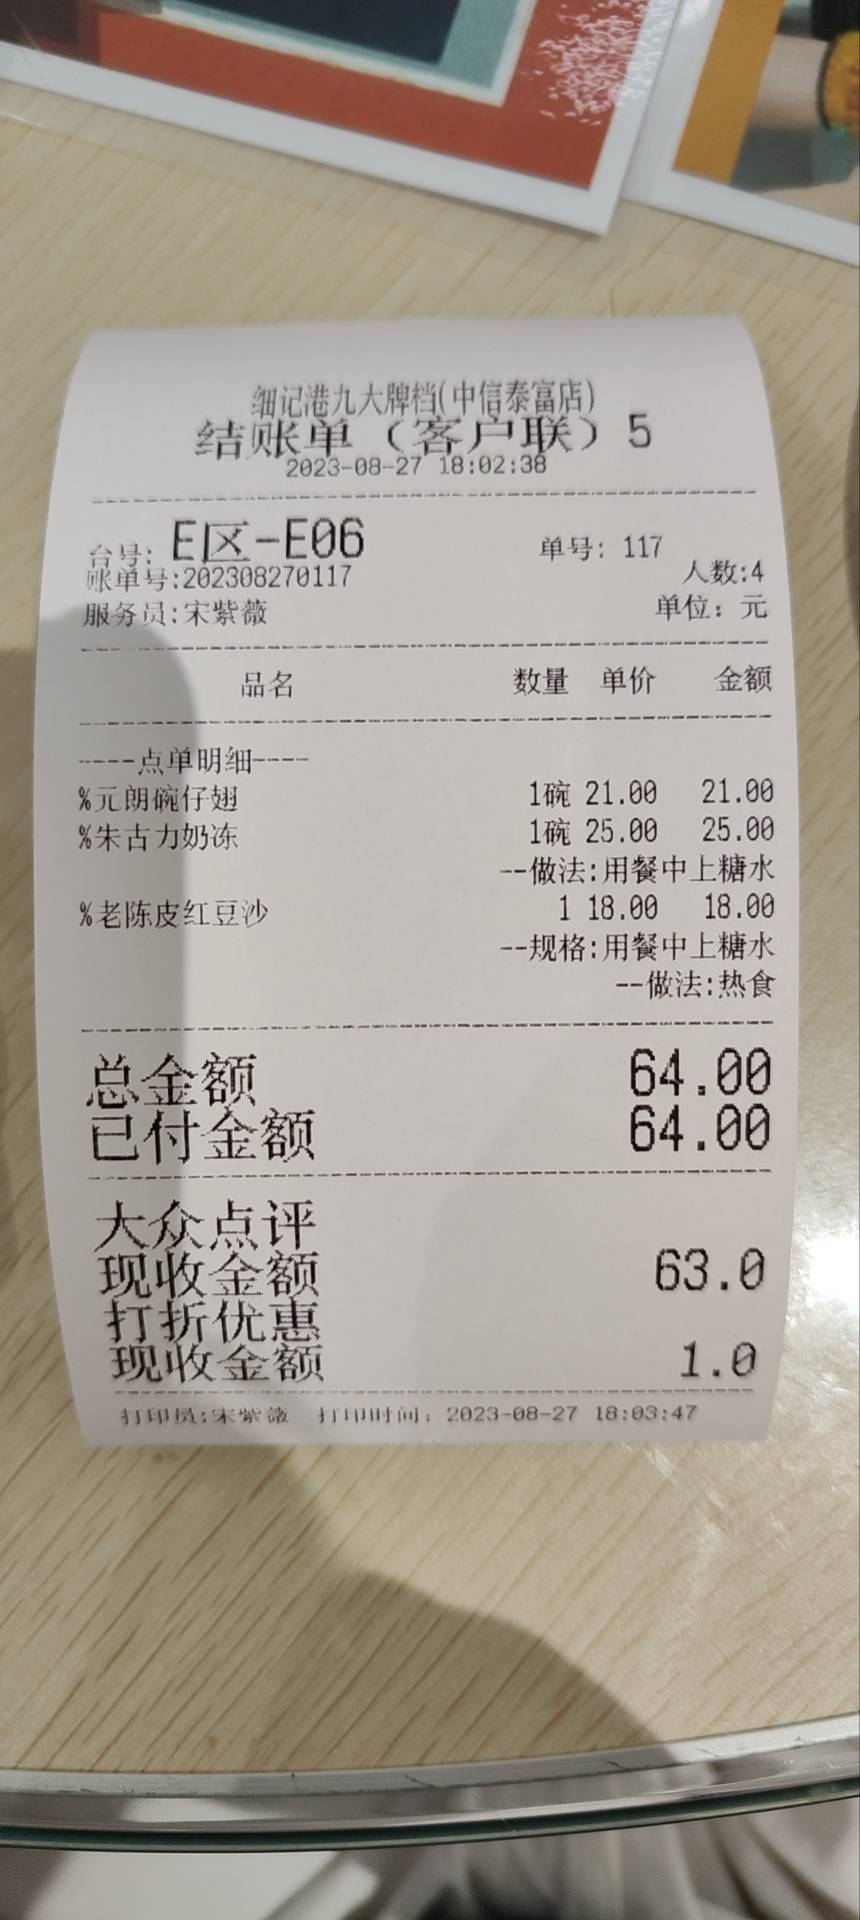 细记港九大牌档(中信泰富店)
结账单（客户联）5
2023-08-27 18:02:38
台号: E区-E06 单号: 117
账单号:202308270117 人数:4
服务员:宋紫薇 单位: 元
品名 数量 单价 金额
----点单明细----
%元朗碗仔翅 1碗 21.00 21.00
%朱古力奶冻 1碗 25.00 25.00
--做法:用餐中上糖水
%老陈皮红豆沙 1 18.00 18.00
--规格:用餐中上糖水
--做法:热食
总金额 64.00
已付金额 64.00
大众点评
现收金额 63.0
打折优惠
现收金额 1.0
打印员:宋紫薇 打印时间: 2023-08-27 18:03:47